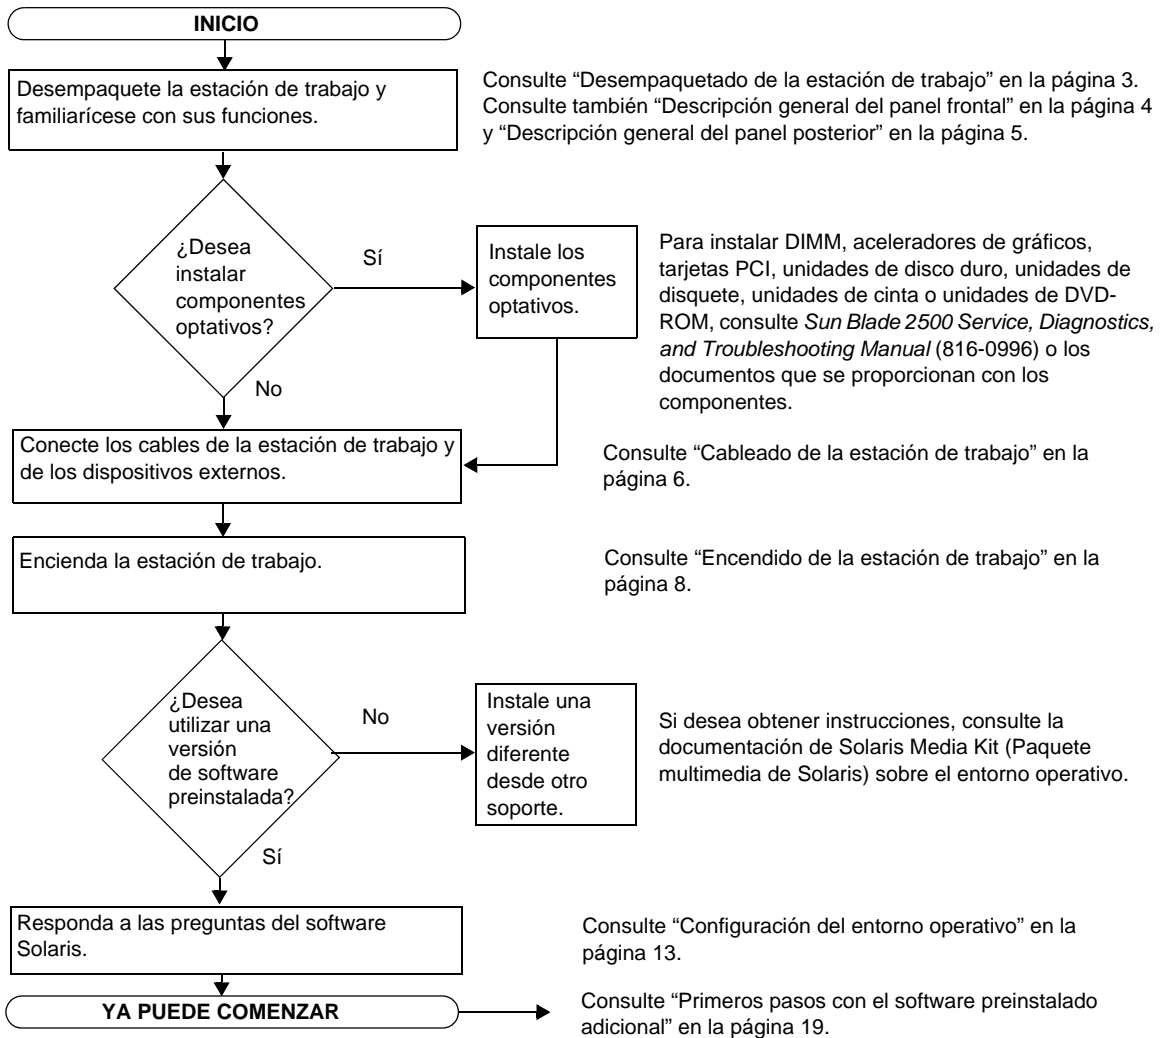 INICIO
Desempaquete la estación de trabajo y
familiarícese con sus funciones.
Consulte “Desempaquetado de la estación de trabajo” en la página 3.
Consulte también “Descripción general del panel frontal” en la página 4
y “Descripción general del panel posterior” en la página 5.
¿Desea
instalar
componentes
optativos?
Sí
No
Instale los
componentes
optativos.
Para instalar DIMM, aceleradores de gráficos,
tarjetas PCI, unidades de disco duro, unidades de
disquete, unidades de cinta o unidades de DVD-
ROM, consulte Sun Blade 2500 Service, Diagnostics,
and Troubleshooting Manual (816-0996) o los
documentos que se proporcionan con los
componentes.
Conecte los cables de la estación de trabajo y
de los dispositivos externos.
Consulte “Cableado de la estación de trabajo” en la
página 6.
Encienda la estación de trabajo.
Consulte “Encendido de la estación de trabajo” en la
página 8.
¿Desea
utilizar una
versión
de software
preinstalada?
No
Sí
Instale una
versión
diferente
desde otro
soporte.
Si desea obtener instrucciones, consulte la
documentación de Solaris Media Kit (Paquete
multimedia de Solaris) sobre el entorno operativo.
Responda a las preguntas del software
Solaris.
Consulte “Configuración del entorno operativo” en la
página 13.
YA PUEDE COMENZAR
Consulte “Primeros pasos con el software preinstalado
adicional” en la página 19.